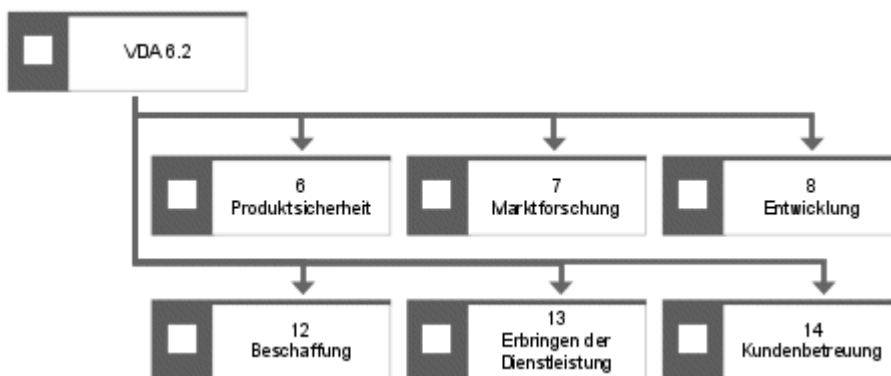 VDA 6.2
6
Produktsicherheit
7
Marktforschung
8
Entwicklung
12
Beschaffung
13
Erbringen der
Dienstleistung
14
Kundenbetreuung